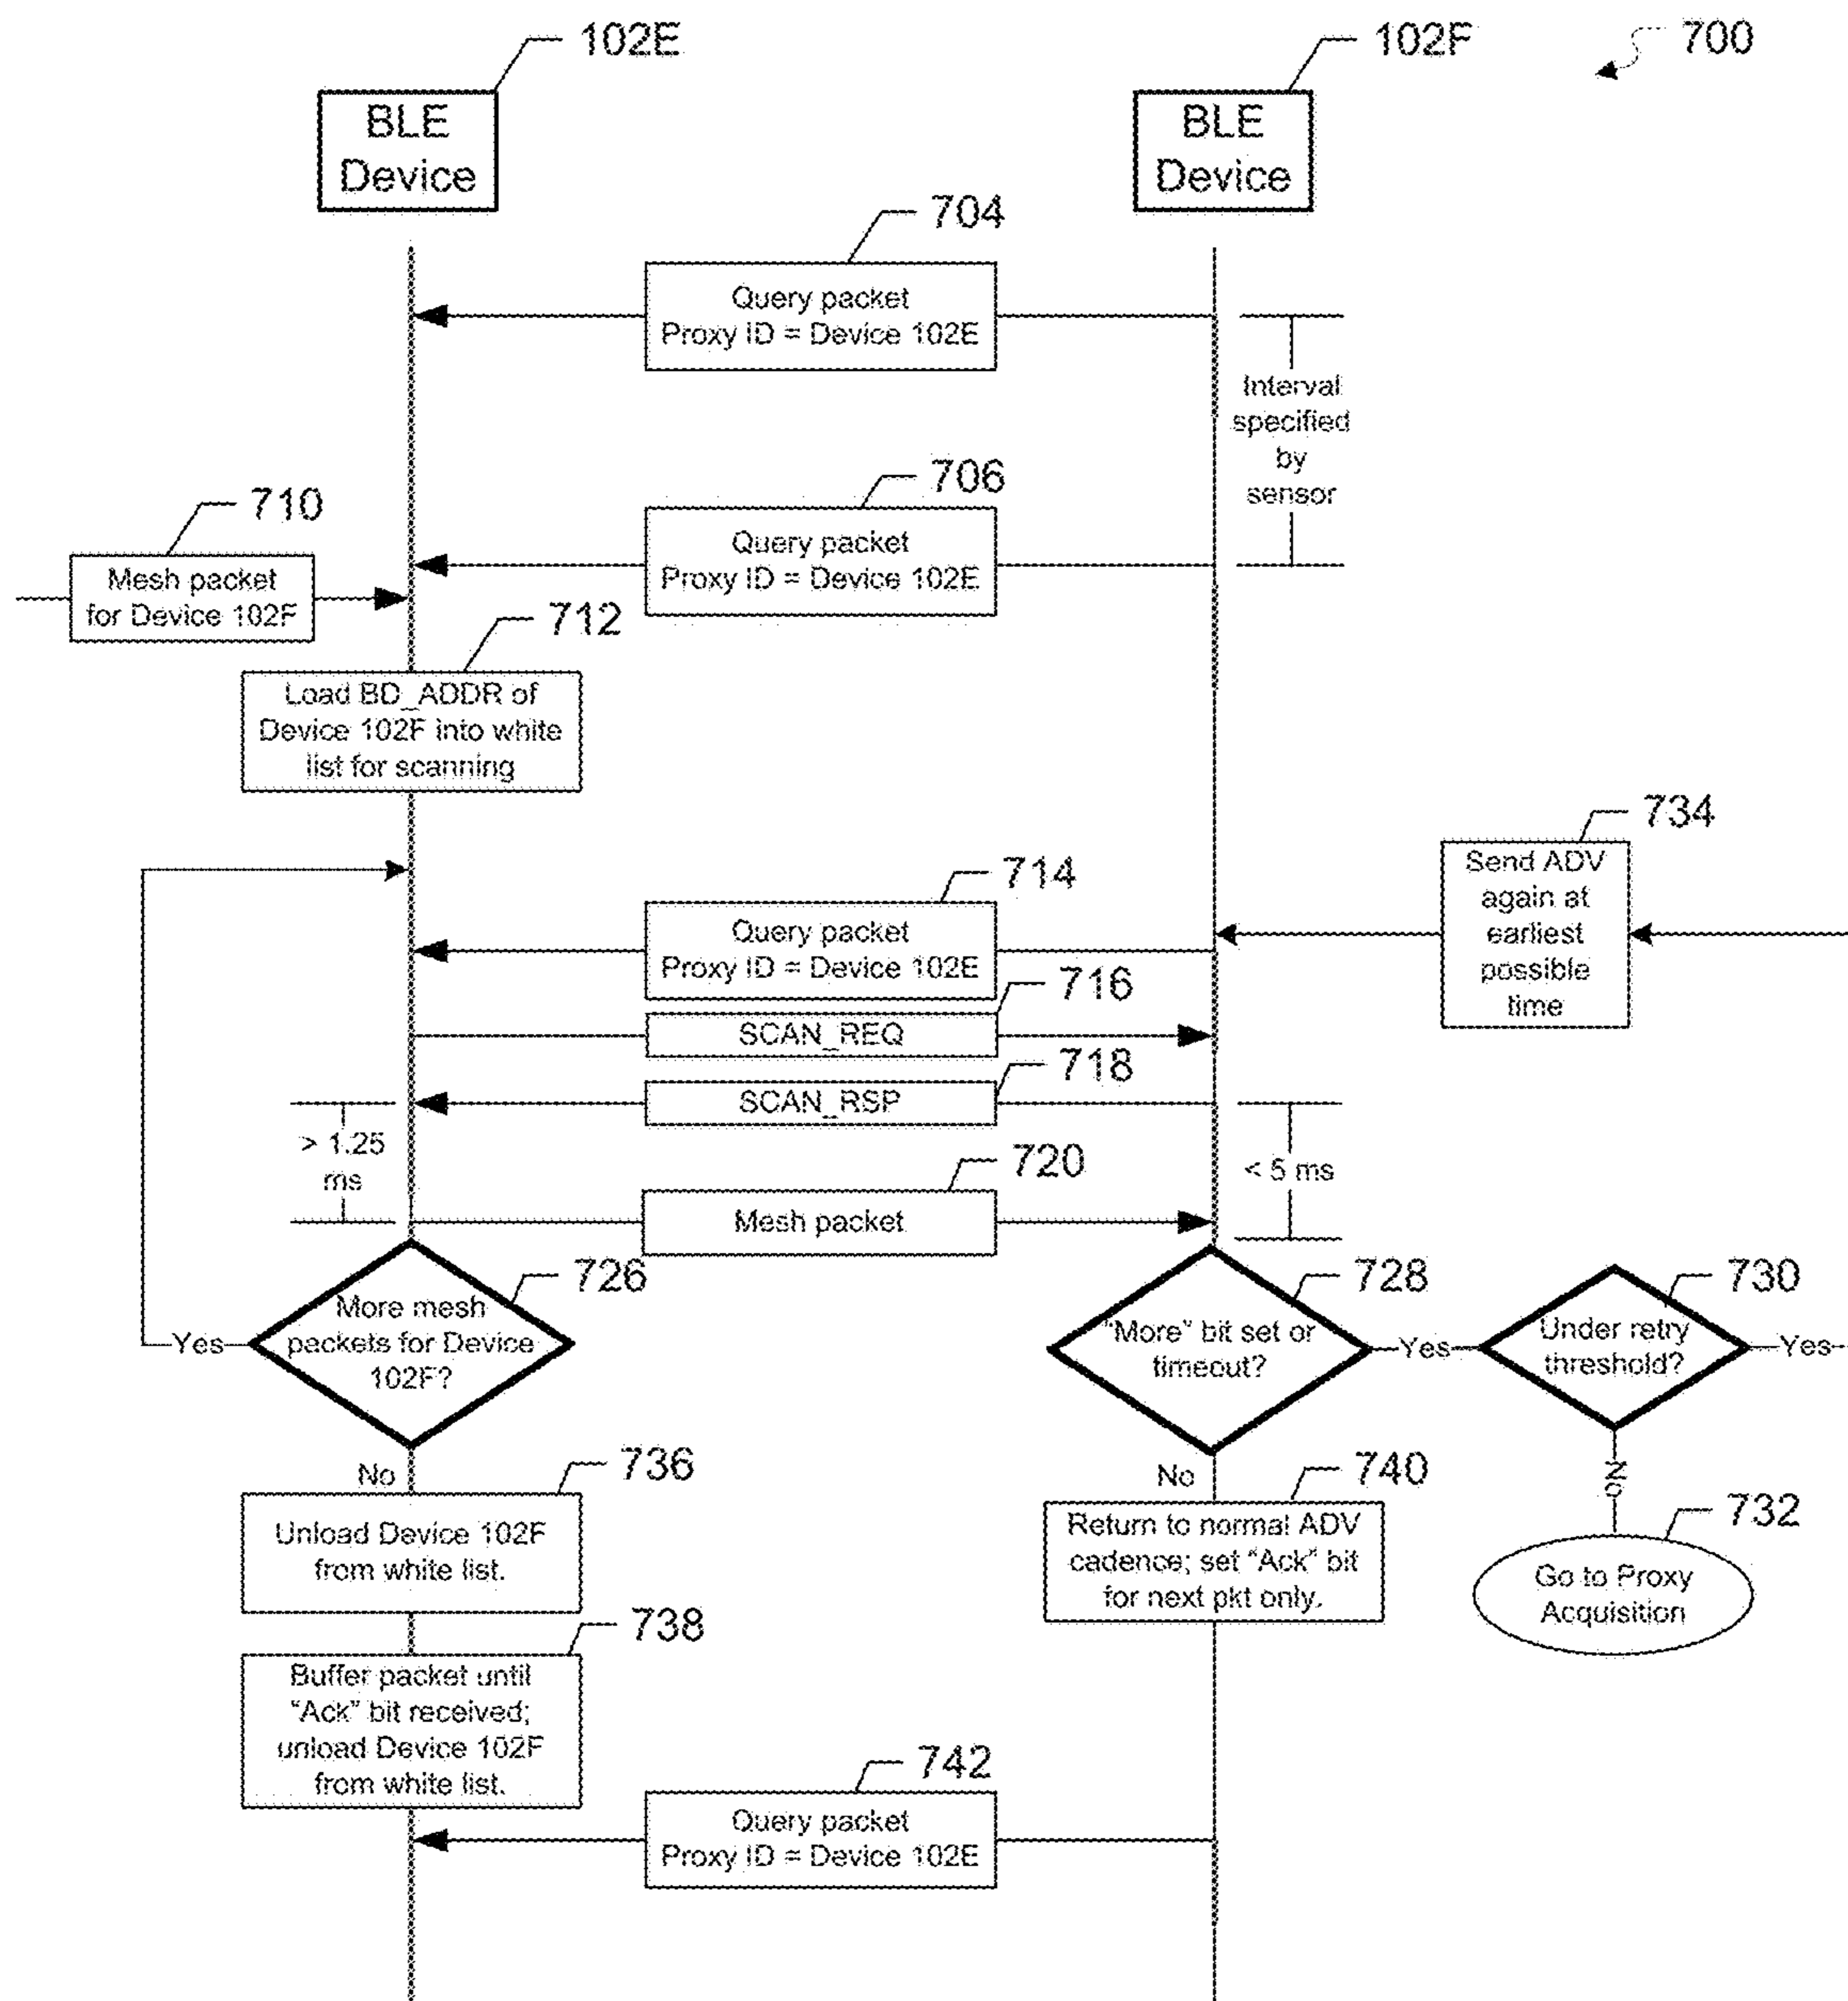 102E
102F
700
BLE
Device
BLE
Device
704
Query packet
Proxy ID = Device 102E
Interval
specified
by
sensor
706
Query packet
Proxy ID = Device 102E
710
Mesh packet
for Device 102F
712
Load BD_ADDR of
Device 102F into white
list for scanning
734
Send ADV
again at
earliest
possible
time
714
Query packet
Proxy ID = Device 102E
716
SCAN_REQ
718
SCAN_RSP
> 1.25
ms
< 5 ms
720
Mesh packet
726
More mesh
packets for Device
102F?
Yes
No
728
"More" bit set or
timeout?
Yes
No
730
Under retry
threshold?
Yes
No
732
Go to Proxy
Acquisition
736
Unload Device 102F
from white list.
740
Return to normal ADV
cadence; set "Ack" bit
for next pkt only.
738
Buffer packet until
"Ack" bit received;
unload Device 102F
from white list.
742
Query packet
Proxy ID = Device 102E